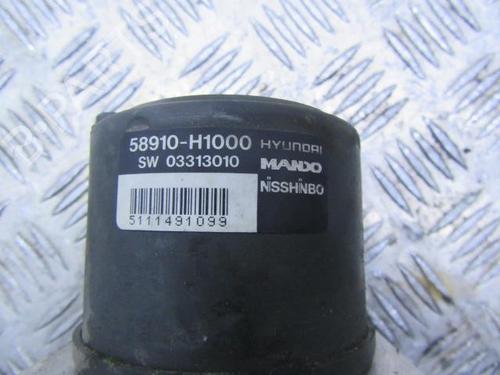 58910-H1000 HYUNDAI
SW 03313010 MANDO
NISSHINBO
5111491099